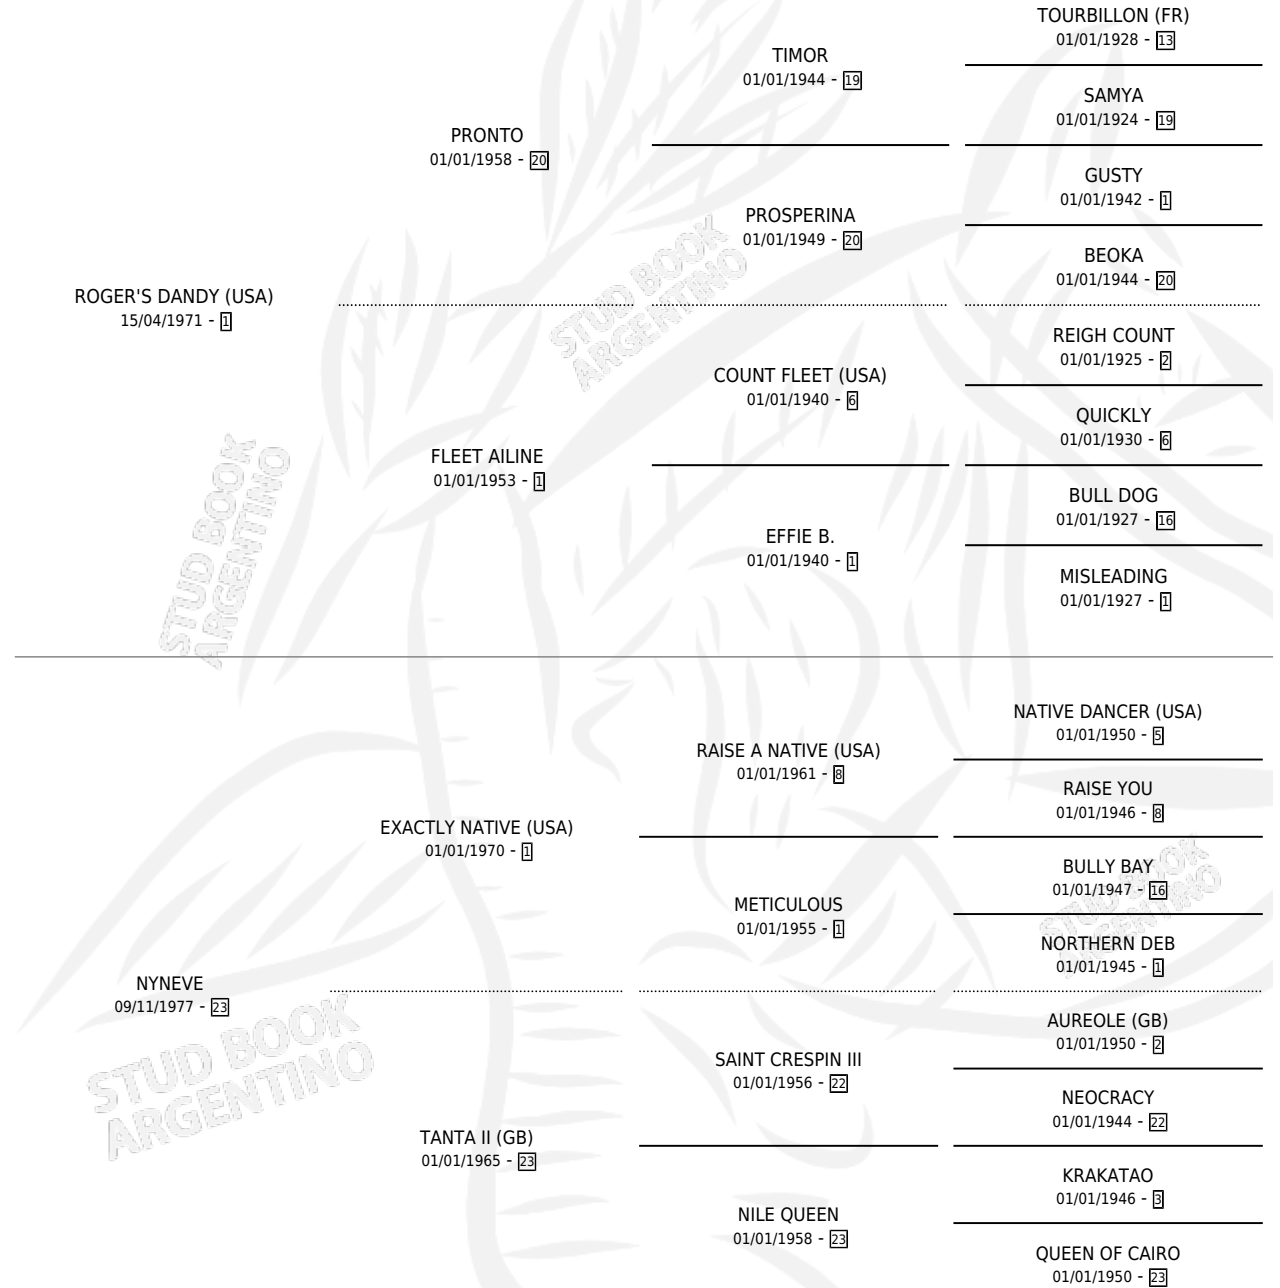 TOURBILLON (FR)
01/01/1928 - 13
TIMOR
01/01/1944 - 19
SAMYA
01/01/1924 - 19
PRONTO
01/01/1958 - 20
GUSTY
01/01/1942 - 1
PROSPERINA
01/01/1949 - 20
BEOKA
01/01/1944 - 20
ROGER'S DANDY (USA)
15/04/1971 - 1
REIGH COUNT
01/01/1925 - 2
COUNT FLEET (USA)
01/01/1940 - 6
QUICKLY
01/01/1930 - 6
FLEET AILINE
01/01/1953 - 1
BULL DOG
01/01/1927 - 16
EFFIE B.
01/01/1940 - 1
MISLEADING
01/01/1927 - 1
NATIVE DANCER (USA)
01/01/1950 - 5
RAISE A NATIVE (USA)
01/01/1961 - 8
RAISE YOU
01/01/1946 - 8
EXACTLY NATIVE (USA)
01/01/1970 - 1
BULLY BAY
01/01/1947 - 16
METICULOUS
01/01/1955 - 1
NORTHERN DEB
01/01/1945 - 1
NYNEVE
09/11/1977 - 23
AUREOLE (GB)
01/01/1950 - 2
SAINT CRESPIN III
01/01/1956 - 22
NEOCRACY
01/01/1944 - 22
TANTA II (GB)
01/01/1965 - 23
KRAKATAO
01/01/1946 - 3
NILE QUEEN
01/01/1958 - 23
QUEEN OF CAIRO
01/01/1950 - 23
STUD BOOK
ARGENTINO
STUD BOOK
ARGENTINO
STUD BOOK
ARGENTINO
STUD BOOK
ARGENTINO